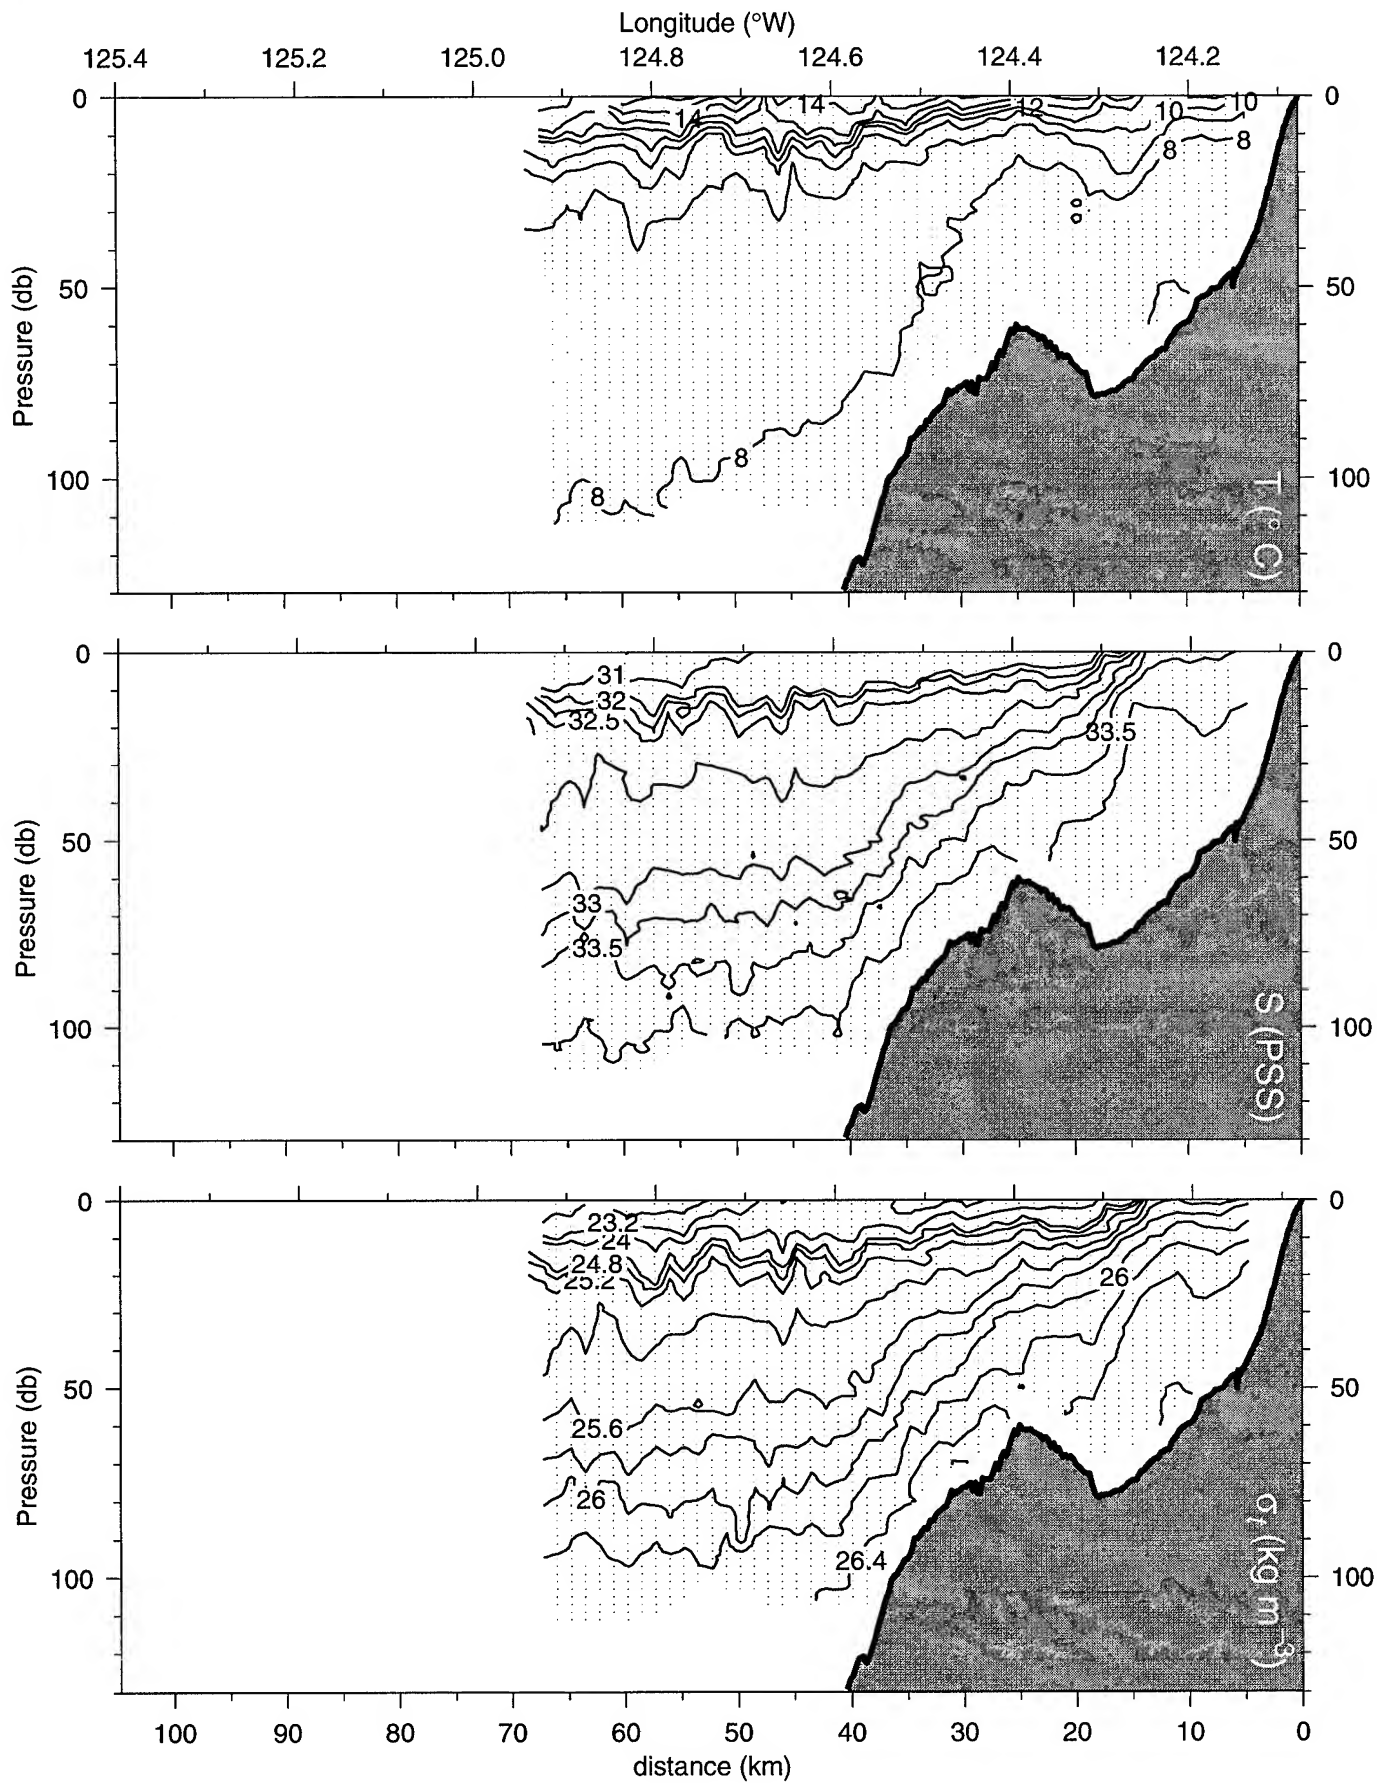 Longitude (°W)
125.4 125.2 125.0 124.8 124.6 124.4 124.2
0 0
14 14 12 10 10
8 8
50 50
Pressure (db)
8
8
100 100
T (° C)
0 0
31
32
32.5 33.5
50 50
Pressure (db)
33
33.5
100 100
S (PSS)
0 0
23.2
24
24.8 26
25.2
50 50
Pressure (db)
25.6
26
26.4
100 100
σt (kg m⁻³)
100 90 80 70 60 50 40 30 20 10 0
distance (km)